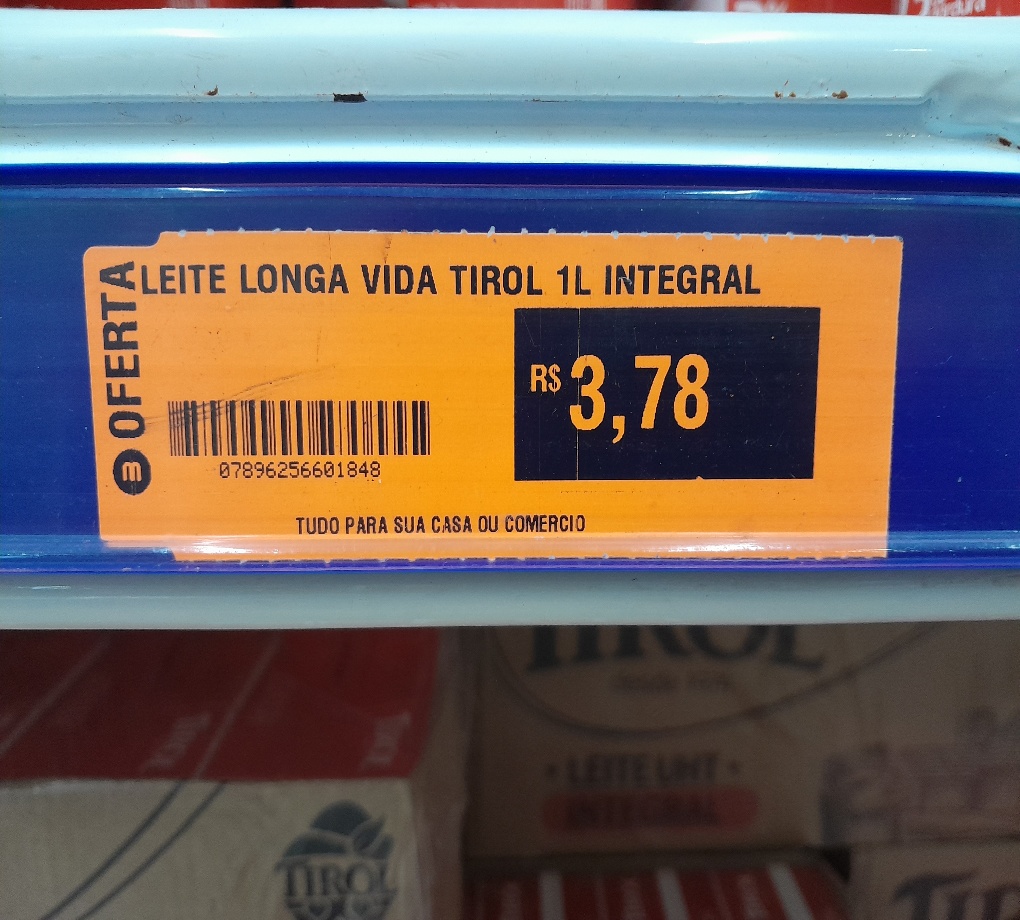 OFERTA
LEITE LONGA VIDA TIROL 1L INTEGRAL
R$ 3,78
07896256601848
m
TUDO PARA SUA CASA OU COMERCIO
TIROL
• LEITE UHT •
INTEGRAL
TIROL